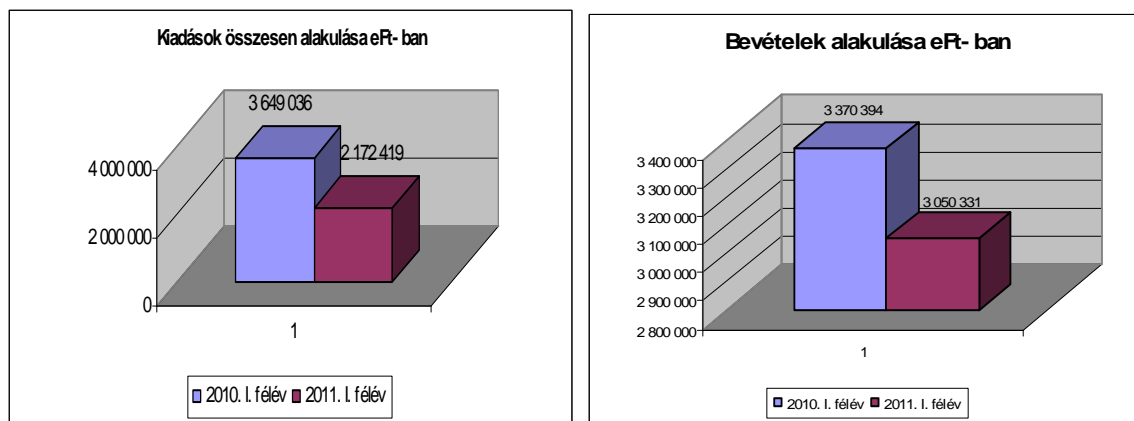 Kiadások összesen alakulása eFt- ban
3 649 036
2 172 419
4 000 000
2 000 000
0
1
2010. I. félév 2011. I. félév
Bevételek alakulása eFt- ban
3 370 394
3 400 000
3 300 000
3 200 000
3 050 331
3 100 000
3 000 000
2 900 000
2 800 000
1
2010. I. félév 2011. I. félév